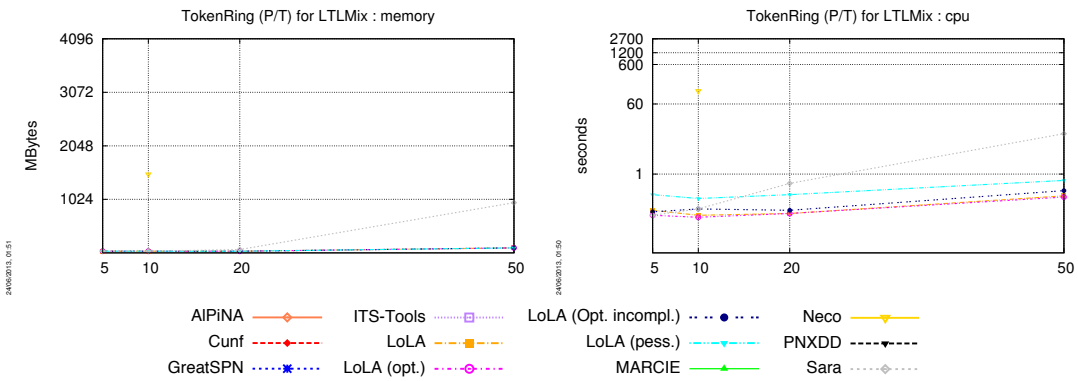 TokenRing (P/T) for LTLMix : memory
TokenRing (P/T) for LTLMix : cpu
4096
3072
2048
1024
MBytes
5 10 20 50
24/06/2013, 01:51
2700
1200
600
60
1
seconds
5 10 20 50
24/06/2013, 01:50
AlPiNA
Cunf
GreatSPN
ITS-Tools
LoLA
LoLA (opt.)
LoLA (Opt. incompl.)
LoLA (pess.)
MARCIE
Neco
PNXDD
Sara